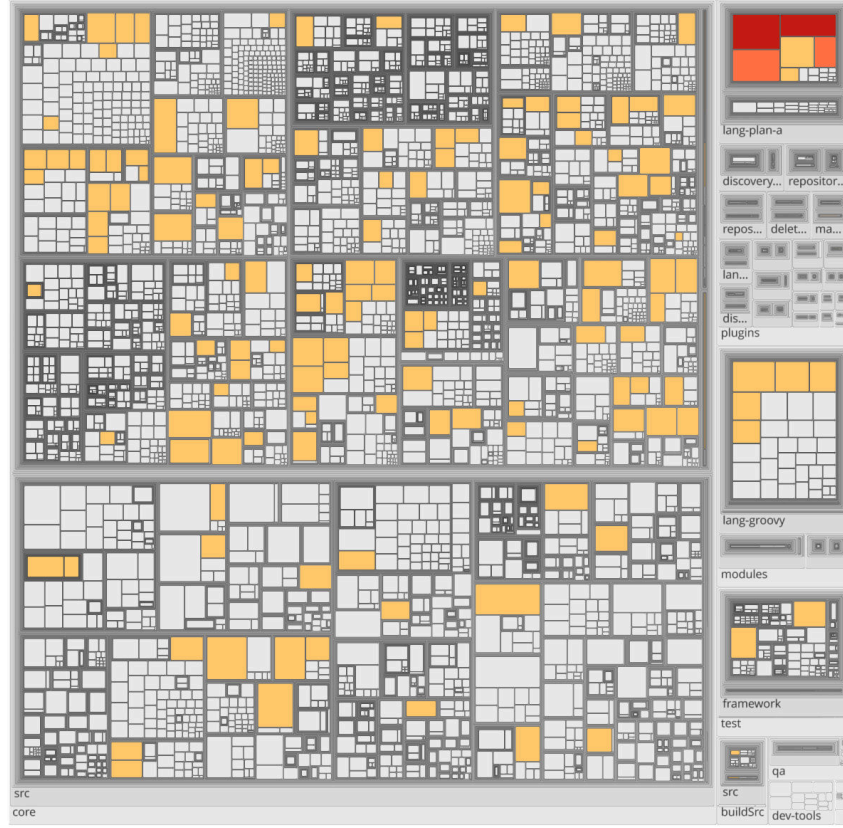 lang-plan-a
discovery... repositor...
repos... delet... ma...
lan...
dis...
plugins
lang-groovy
modules
framework
test
src
core
src
buildSrc
qa
dev-tools